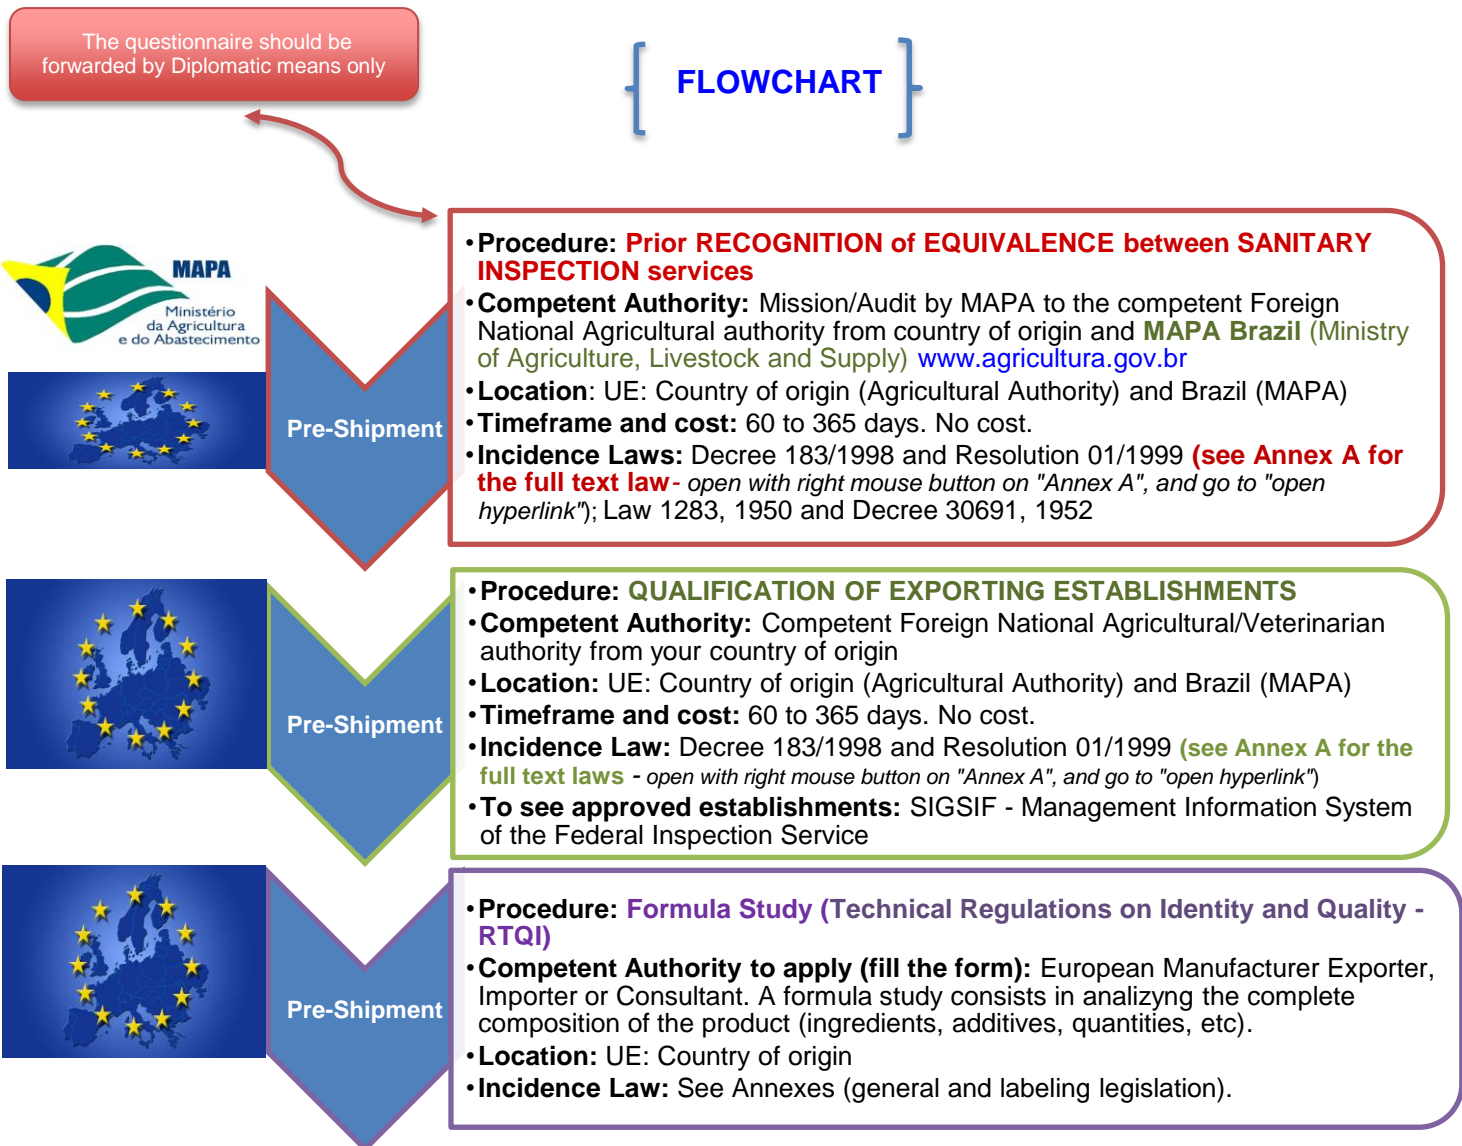 The questionnaire should be
forwarded by Diplomatic means only
FLOWCHART
MAPA
Ministério
da Agricultura
e do Abastecimento
Pre-Shipment
•Procedure: Prior RECOGNITION of EQUIVALENCE between SANITARY
INSPECTION services
•Competent Authority: Mission/Audit by MAPA to the competent Foreign
National Agricultural authority from country of origin and MAPA Brazil (Ministry
of Agriculture, Livestock and Supply) www.agricultura.gov.br
•Location: UE: Country of origin (Agricultural Authority) and Brazil (MAPA)
•Timeframe and cost: 60 to 365 days. No cost.
•Incidence Laws: Decree 183/1998 and Resolution 01/1999 (see Annex A for
the full text law- open with right mouse button on "Annex A", and go to "open
hyperlink"); Law 1283, 1950 and Decree 30691, 1952
Pre-Shipment
•Procedure: QUALIFICATION OF EXPORTING ESTABLISHMENTS
•Competent Authority: Competent Foreign National Agricultural/Veterinarian
authority from your country of origin
•Location: UE: Country of origin (Agricultural Authority) and Brazil (MAPA)
•Timeframe and cost: 60 to 365 days. No cost.
•Incidence Law: Decree 183/1998 and Resolution 01/1999 (see Annex A for the
full text laws - open with right mouse button on "Annex A", and go to "open hyperlink")
•To see approved establishments: SIGSIF - Management Information System
of the Federal Inspection Service
Pre-Shipment
•Procedure: Formula Study (Technical Regulations on Identity and Quality -
RTQI)
•Competent Authority to apply (fill the form): European Manufacturer Exporter,
Importer or Consultant. A formula study consists in analizyng the complete
composition of the product (ingredients, additives, quantities, etc).
•Location: UE: Country of origin
•Incidence Law: See Annexes (general and labeling legislation).